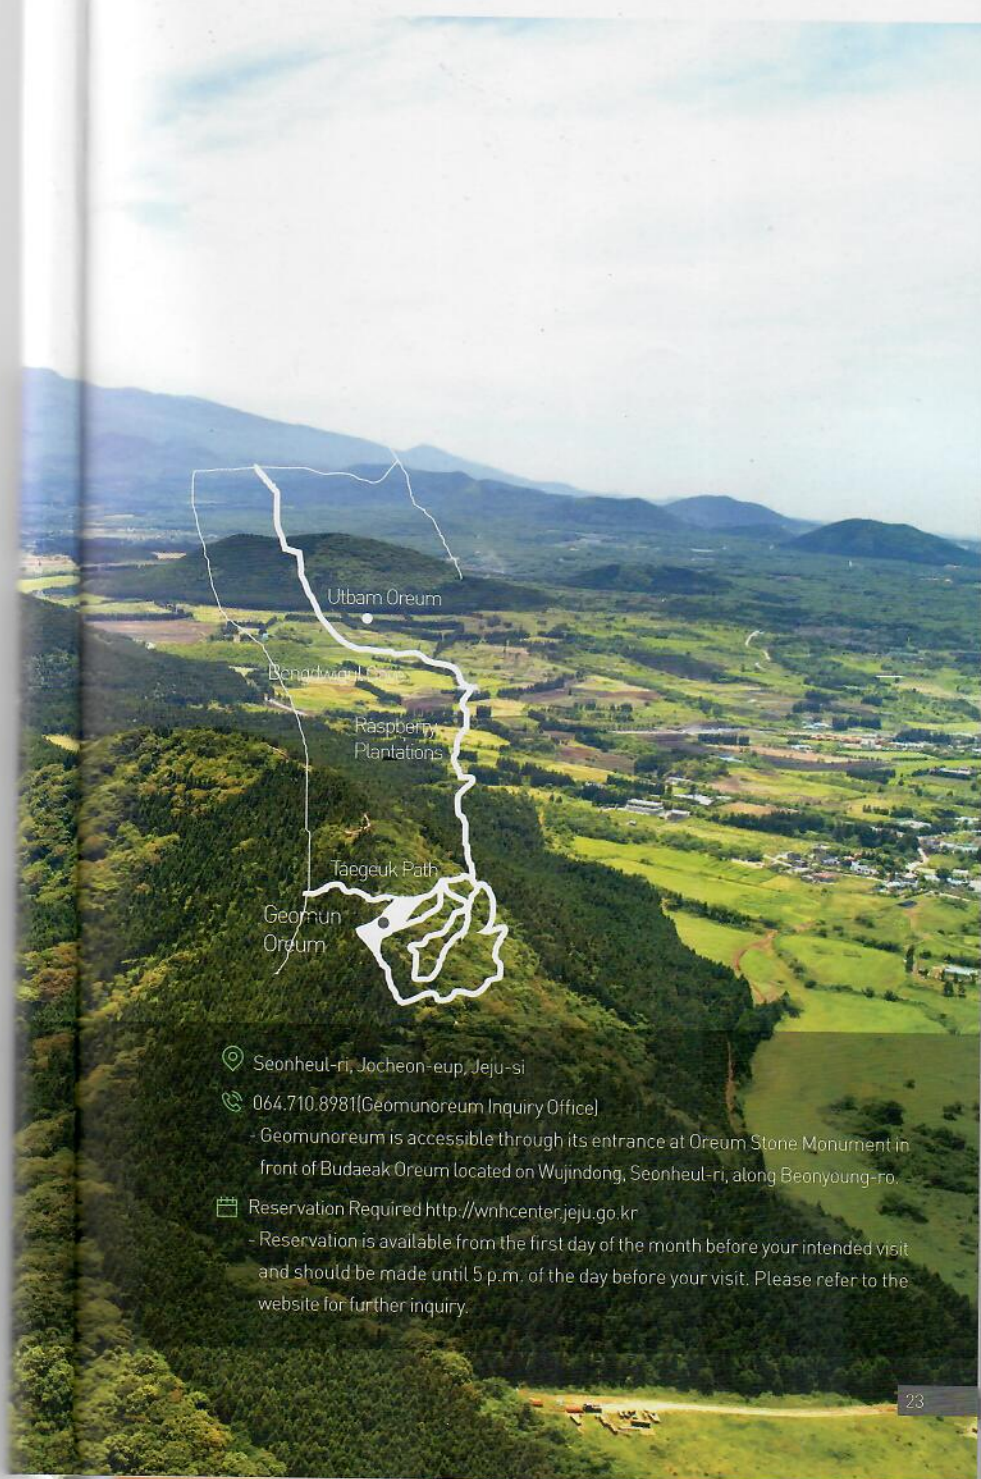 Utbam Oreum
Bengdwigul Cave
Raspberry
Plantations
Taegeuk Path
Geomun
Oreum
Seonheul-ri, Jocheon-eup, Jeju-si
064.710.8981(Geomunoreum Inquiry Office)
- Geomunoreum is accessible through its entrance at Oreum Stone Monument in
front of Budaeak Oreum located on Wujindong, Seonheul-ri, along Beonyoung-ro.
Reservation Required http://wnhcenter.jeju.go.kr
- Reservation is available from the first day of the month before your intended visit
and should be made until 5 p.m. of the day before your visit. Please refer to the
website for further inquiry.
23